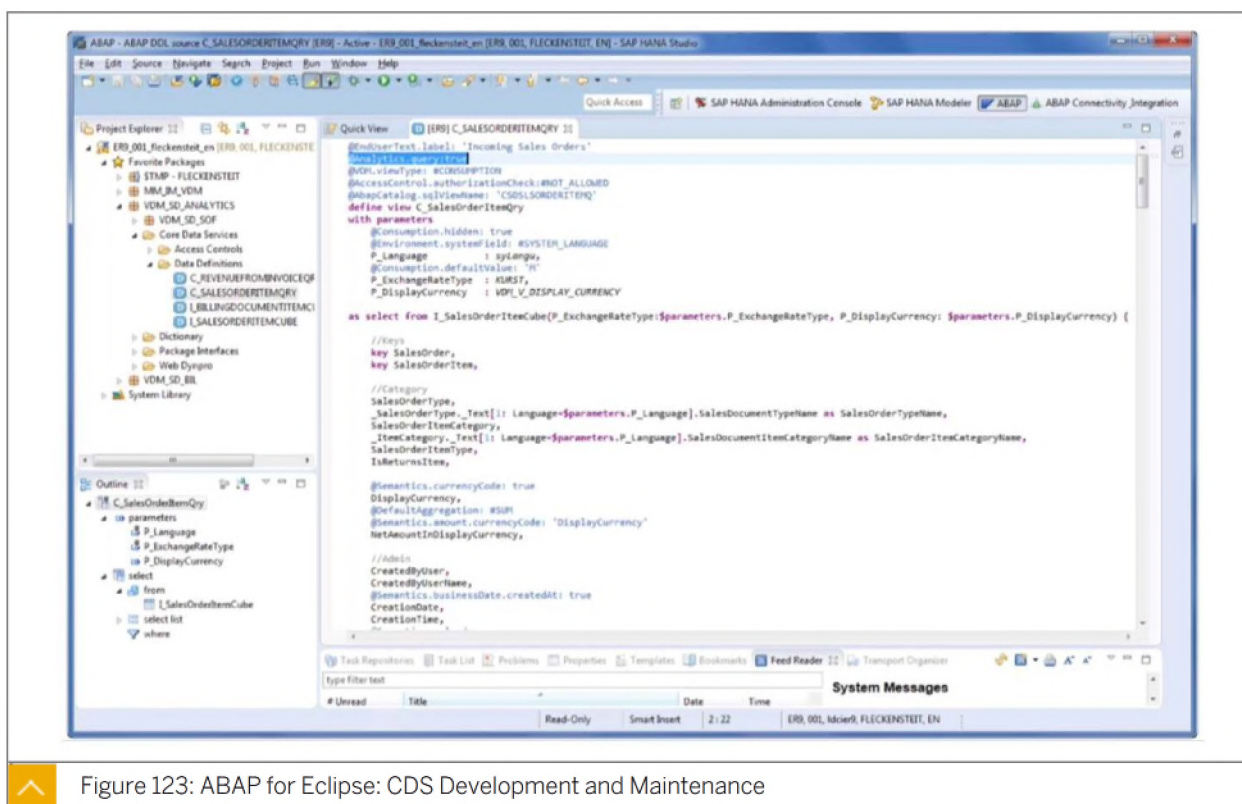 ABAP - ABAP DDL source C_SALESORDERITEMQRY [ER9] - Active - ER9_001_fleckensteit_en [ER9, 001, FLECKENSTEIT, EN] - SAP HANA Studio
File Edit Source Navigate Search Project Run Window Help
Quick Access SAP HANA Administration Console SAP HANA Modeler ABAP ABAP Connectivity_Integration
Project Explorer
ER9_001_fleckensteit_en [ER9, 001, FLECKENSTE
Favorite Packages
$TMP - FLECKENSTEIT
MM_IM_VDM
VDM_SD_ANALYTICS
VDM_SD_SOF
Core Data Services
Access Controls
Data Definitions
C_REVENUEFROMINVOICEQR
C_SALESORDERITEMQRY
I_BILLINGDOCUMENTITEMCU
I_SALESORDERITEMCUBE
Dictionary
Package Interfaces
Web Dynpro
VDM_SD_BIL
System Library
Outline
C_SalesOrderItemQry
parameters
P_Language
P_ExchangeRateType
P_DisplayCurrency
select
from
I_SalesOrderItemCube
select list
where
Quick View [ER9] C_SALESORDERITEMQRY
@EndUserText.label: 'Incoming Sales Orders'
@Analytics.query:true
@VDM.viewType: #CONSUMPTION
@AccessControl.authorizationCheck:#NOT_ALLOWED
@AbapCatalog.sqlViewName: 'CSDSLSORDERITEMQ'
define view C_SalesOrderItemQry
with parameters
@Consumption.hidden: true
@Environment.systemField: #SYSTEM_LANGUAGE
P_Language : sylangu,
@Consumption.defaultValue: 'M'
P_ExchangeRateType : KURST,
P_DisplayCurrency : VDM_V_DISPLAY_CURRENCY
as select from I_SalesOrderItemCube(P_ExchangeRateType:$parameters.P_ExchangeRateType, P_DisplayCurrency: $parameters.P_DisplayCurrency) {
//Keys
key SalesOrder,
key SalesOrderItem,
//Category
SalesOrderType,
_SalesOrderType._Text[1: Language=$parameters.P_Language].SalesDocumentTypeName as SalesOrderTypeName,
SalesOrderItemCategory,
_ItemCategory._Text[1: Language=$parameters.P_Language].SalesDocumentItemCategoryName as SalesOrderItemCategoryName,
SalesOrderItemType,
IsReturnsItem,
@Semantics.currencyCode: true
DisplayCurrency,
@DefaultAggregation: #SUM
@Semantics.amount.currencyCode: 'DisplayCurrency'
NetAmountInDisplayCurrency,
//Admin
CreatedByUser,
CreatedByUserName,
@Semantics.businessDate.createdAt: true
CreationDate,
CreationTime,
Task Repositories Task List Problems Properties Templates Bookmarks Feed Reader Transport Organizer
type filter text
# Unread Title Date Time
System Messages
Read-Only Smart Insert 2 : 22 ER9, 001, ldcier9, FLECKENSTEIT, EN
Figure 123: ABAP for Eclipse: CDS Development and Maintenance